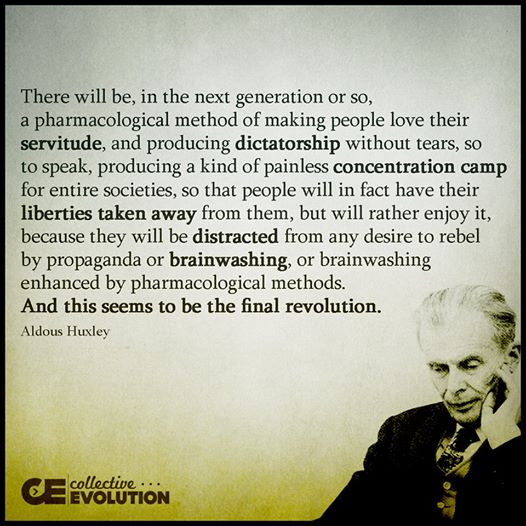 There will be, in the next generation or so,
a pharmacological method of making people love their
servitude, and producing dictatorship without tears, so
to speak, producing a kind of painless concentration camp
for entire societies, so that people will in fact have their
liberties taken away from them, but will rather enjoy it,
because they will be distracted from any desire to rebel
by propaganda or brainwashing, or brainwashing
enhanced by pharmacological methods.
And this seems to be the final revolution.
Aldous Huxley
CE collective ...
EVOLUTION